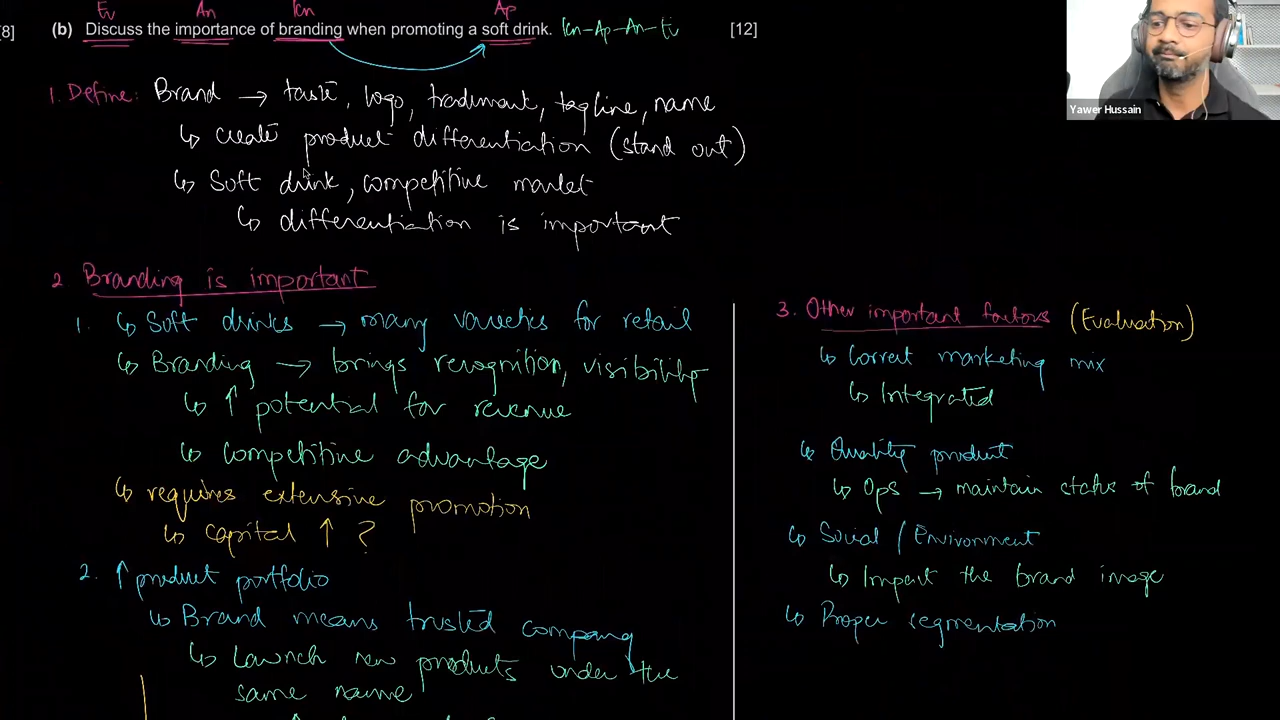 Ev An Kn Ap
8] (b) Discuss the importance of branding when promoting a soft drink. Kn-Ap-An-Ev [12]
Yawer Hussain
1. Define: Brand → taste, logo, trademark, tagline, name
↳ create product differentiation (stand out)
↳ Soft drink, competitive market
↳ differentiation is important
2 Branding is important
1. ↳ Soft drinks → many varieties for retail
↳ Branding → brings recognition, visibility
↳ ↑ potential for revenue
↳ competitive advantage
↳ requires extensive promotion
↳ capital ↑ ?
2. ↑ product portfolio
↳ Brand means trusted company
↳ Launch new products under the
same name
3. Other important factors (Evaluation)
↳ Correct marketing mix
↳ Integrated
↳ Quality product
↳ Ops → maintain status of brand
↳ Social / Environment
↳ Impact the brand image
↳ Proper segmentation